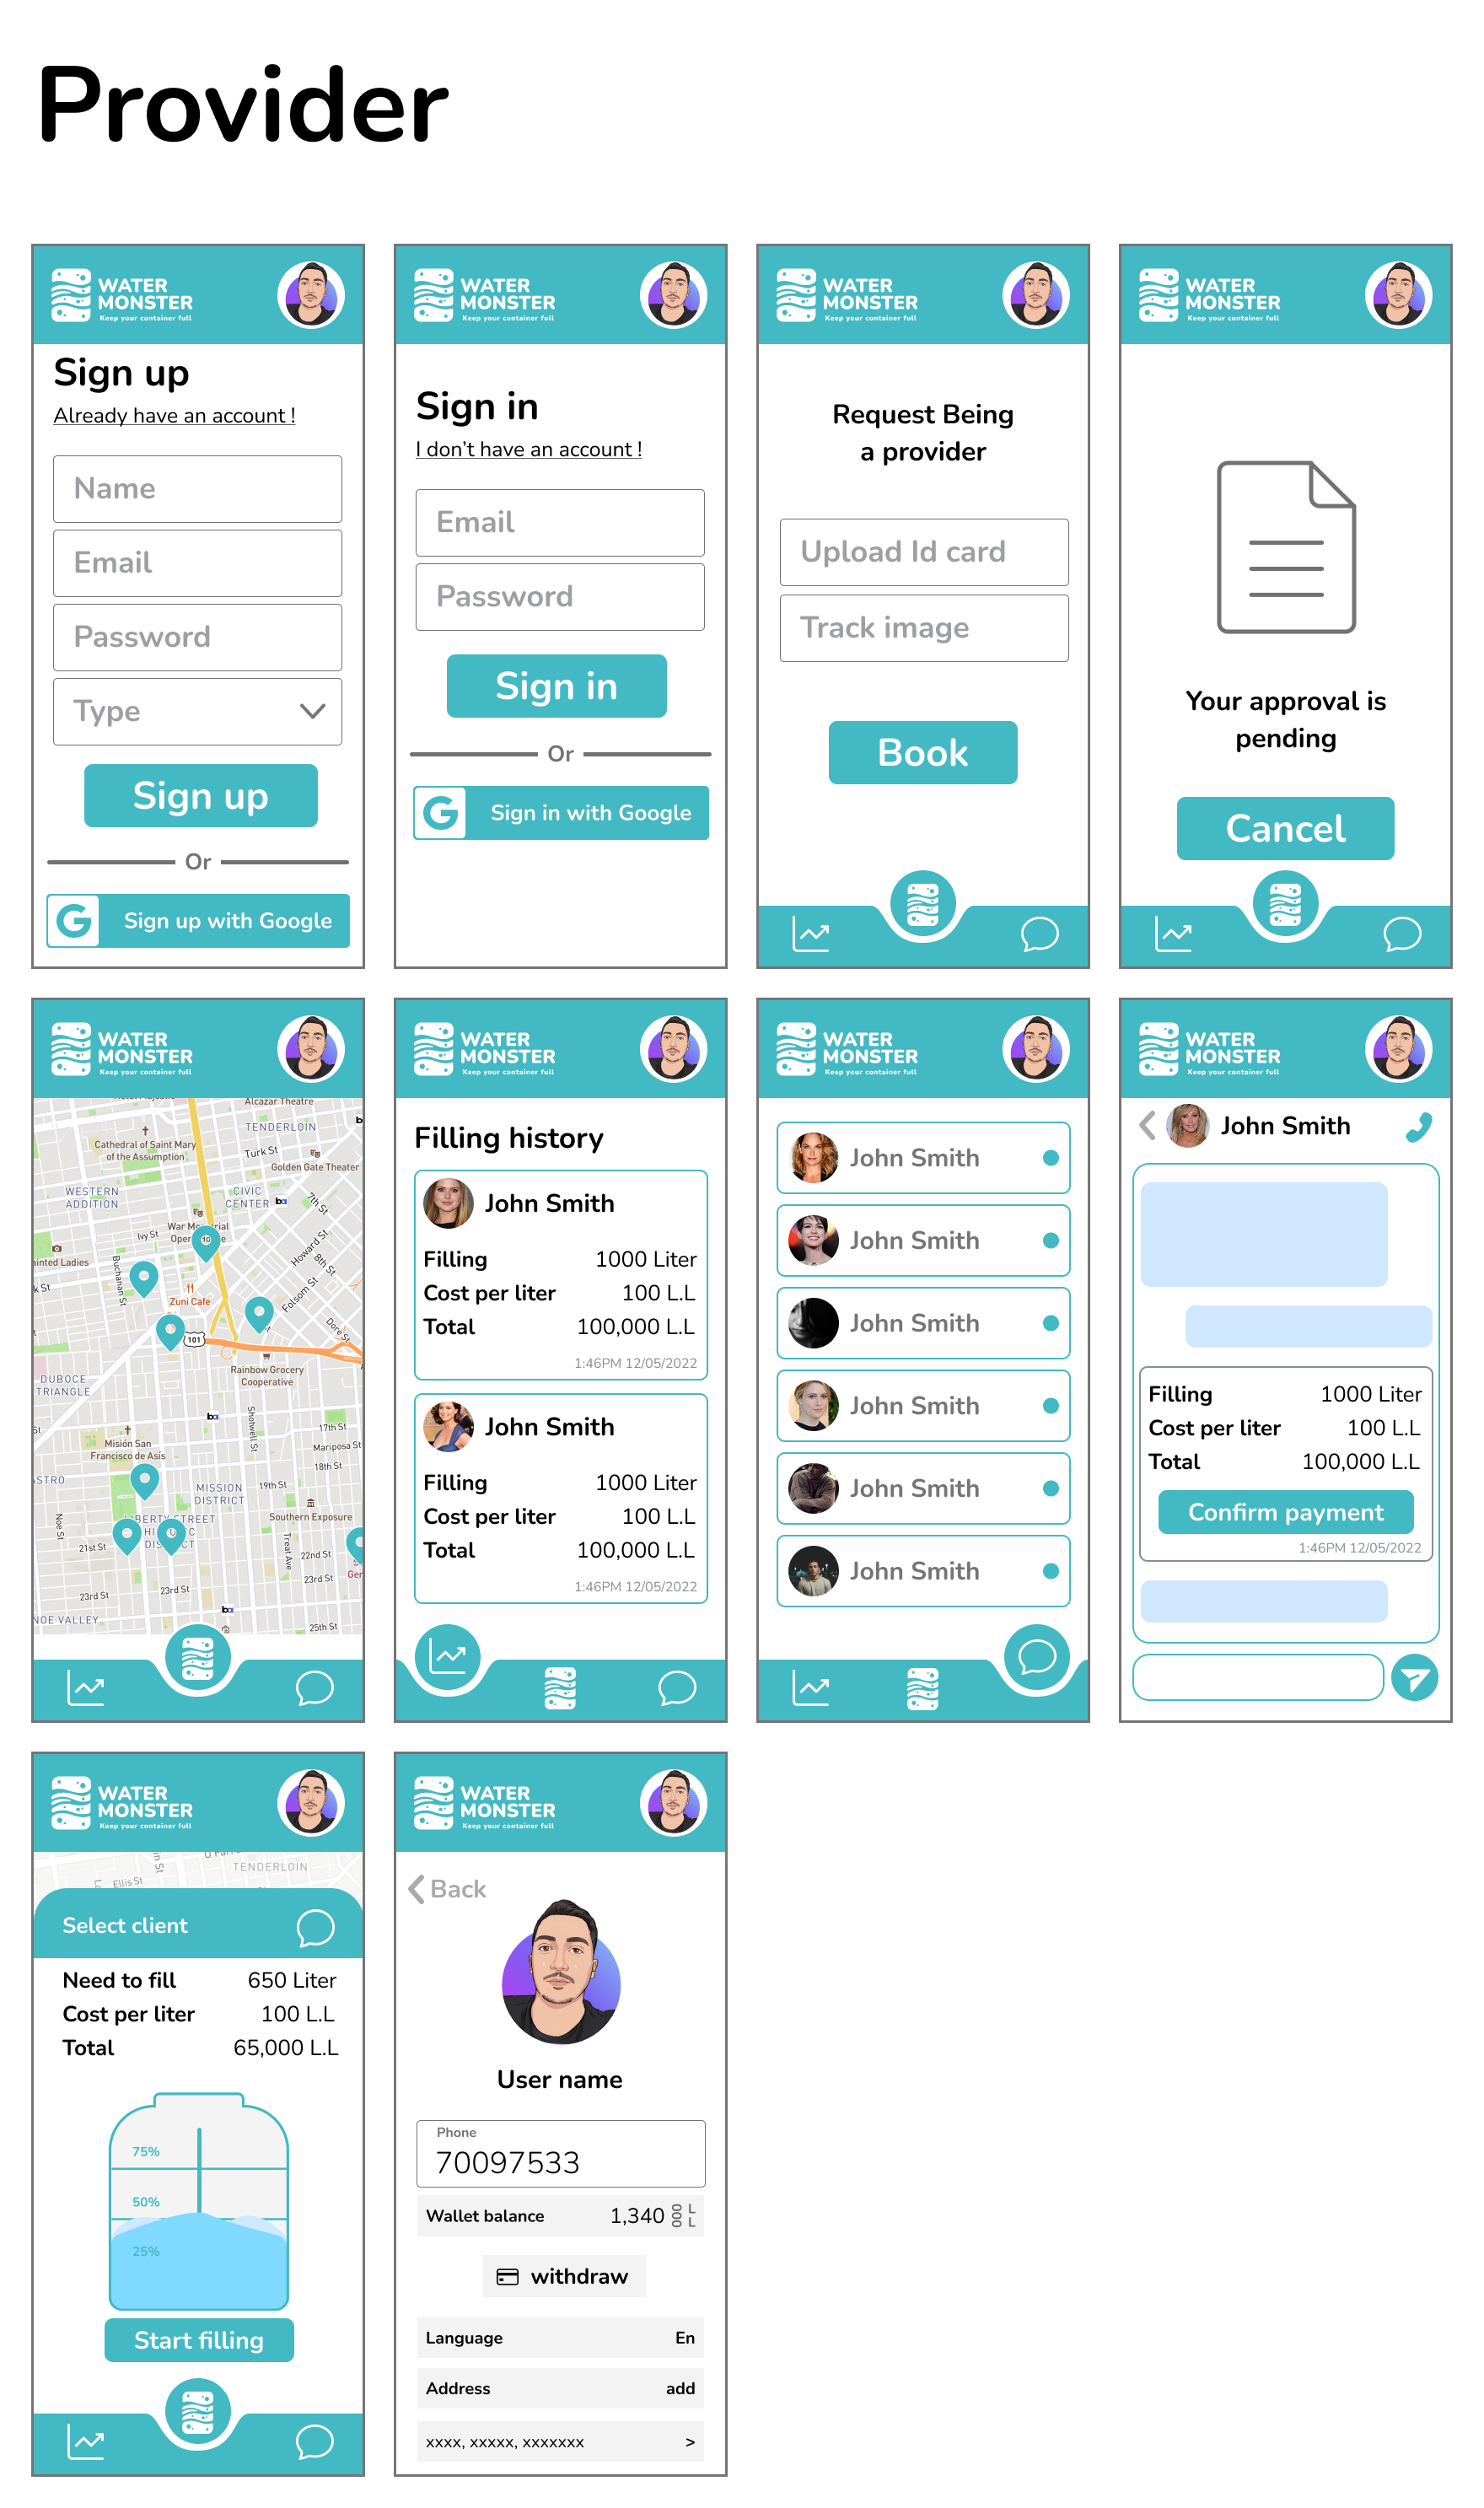 Provider
WATER
MONSTER
Keep your container full
Sign up
Already have an account !
Name
Email
Password
Type
Sign up
Or
Sign up with Google
WATER
MONSTER
Keep your container full
Sign in
I don't have an account !
Email
Password
Sign in
Or
Sign in with Google
WATER
MONSTER
Keep your container full
Request Being
a provider
Upload Id card
Track image
Book
WATER
MONSTER
Keep your container full
Your approval is
pending
Cancel
WATER
MONSTER
Keep your container full
Alcazar Theatre
TENDERLOIN
Cathedral of Saint Mary
of the Assumption
Turk St
Golden Gate Theater
WESTERN
ADDITION
CIVIC
CENTER
7th St
Ivy St
Howard St
8th St
Buchanan St
Folsom St
Zuni Cafe
101
Dore St
Rainbow Grocery
Cooperative
DUBOCE
TRIANGLE
Shotwell St
17th St
Misión San
Francisco de Asís
Mariposa St
18th St
MISSION
DISTRICT
19th St
Noe St
Southern Exposure
21st St
Treat Ave
22nd St
23rd St
23rd St
23rd St
NOE VALLEY
25th St
WATER
MONSTER
Keep your container full
Filling history
John Smith
Filling 1000 Liter
Cost per liter 100 L.L
Total 100,000 L.L
1:46PM 12/05/2022
John Smith
Filling 1000 Liter
Cost per liter 100 L.L
Total 100,000 L.L
1:46PM 12/05/2022
WATER
MONSTER
Keep your container full
John Smith
John Smith
John Smith
John Smith
John Smith
John Smith
WATER
MONSTER
Keep your container full
John Smith
Filling 1000 Liter
Cost per liter 100 L.L
Total 100,000 L.L
Confirm payment
1:46PM 12/05/2022
WATER
MONSTER
Keep your container full
TENDERLOIN
Ellis St
Select client
Need to fill 650 Liter
Cost per liter 100 L.L
Total 65,000 L.L
75%
50%
25%
Start filling
WATER
MONSTER
Keep your container full
Back
User name
Phone
70097533
Wallet balance 1,340 000 L L
withdraw
Language En
Address add
xxxx, xxxxx, xxxxxxx >